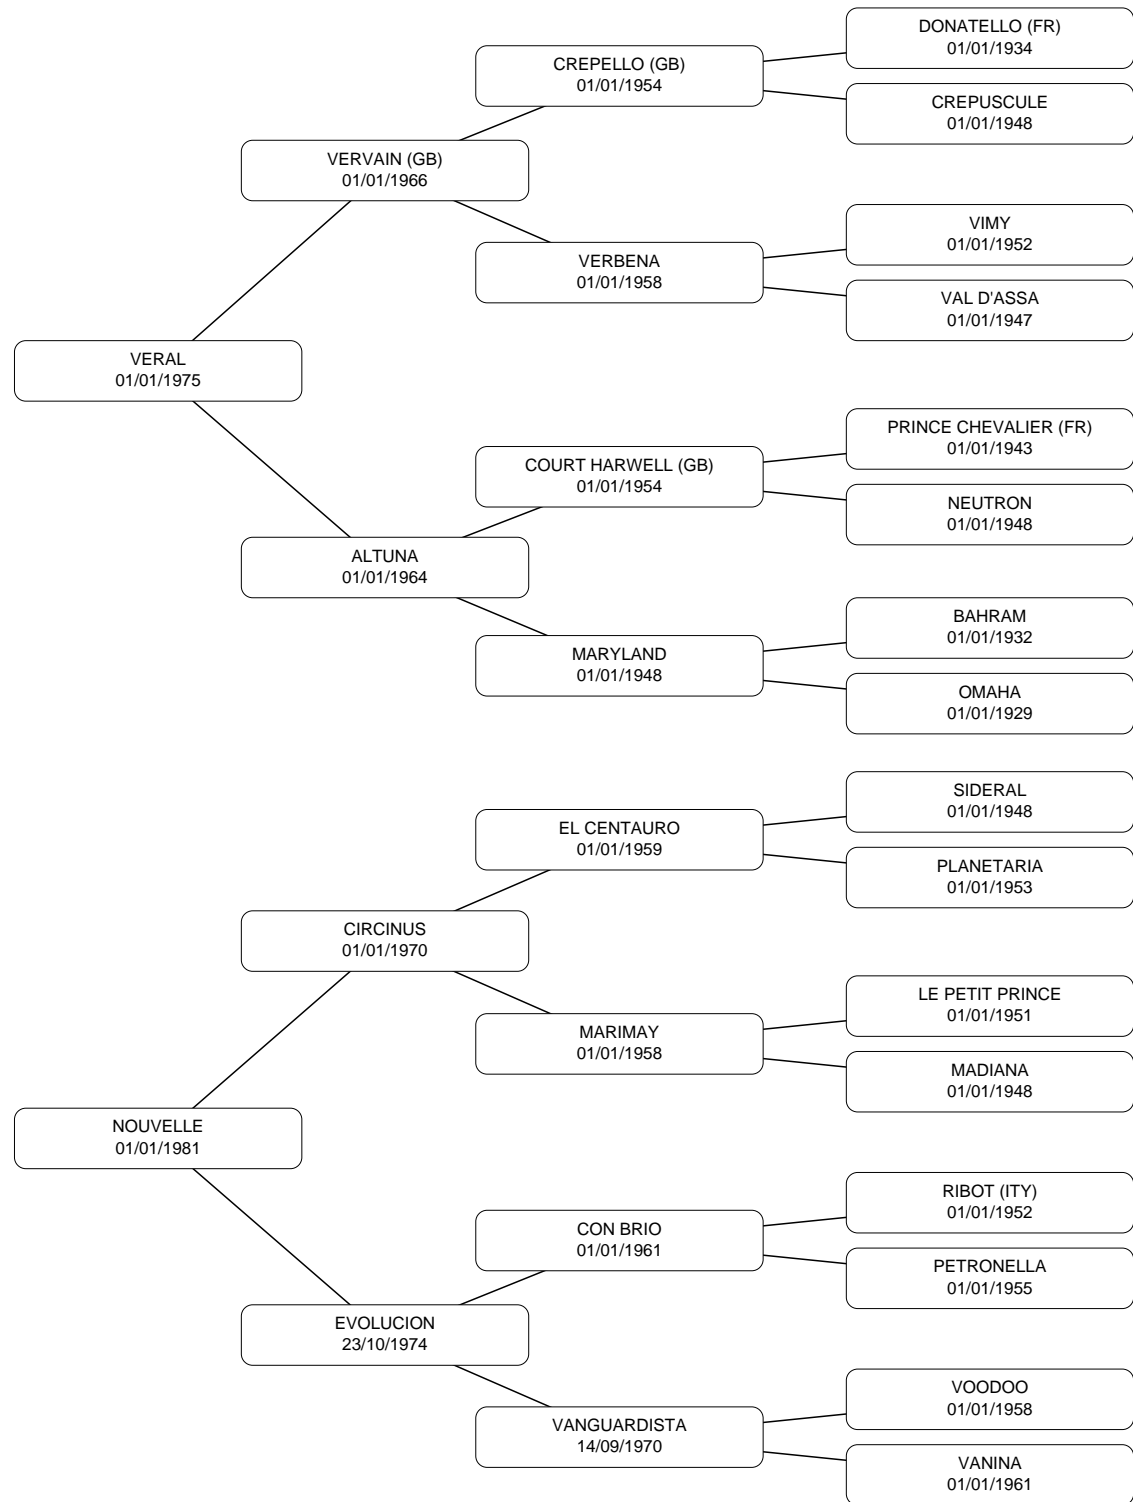 DONATELLO (FR)
01/01/1934
CREPELLO (GB)
01/01/1954
CREPUSCULE
01/01/1948
VERVAIN (GB)
01/01/1966
VIMY
01/01/1952
VERBENA
01/01/1958
VAL D'ASSA
01/01/1947
VERAL
01/01/1975
PRINCE CHEVALIER (FR)
01/01/1943
COURT HARWELL (GB)
01/01/1954
NEUTRON
01/01/1948
ALTUNA
01/01/1964
BAHRAM
01/01/1932
MARYLAND
01/01/1948
OMAHA
01/01/1929
SIDERAL
01/01/1948
EL CENTAURO
01/01/1959
PLANETARIA
01/01/1953
CIRCINUS
01/01/1970
LE PETIT PRINCE
01/01/1951
MARIMAY
01/01/1958
MADIANA
01/01/1948
NOUVELLE
01/01/1981
RIBOT (ITY)
01/01/1952
CON BRIO
01/01/1961
PETRONELLA
01/01/1955
EVOLUCION
23/10/1974
VOODOO
01/01/1958
VANGUARDISTA
14/09/1970
VANINA
01/01/1961